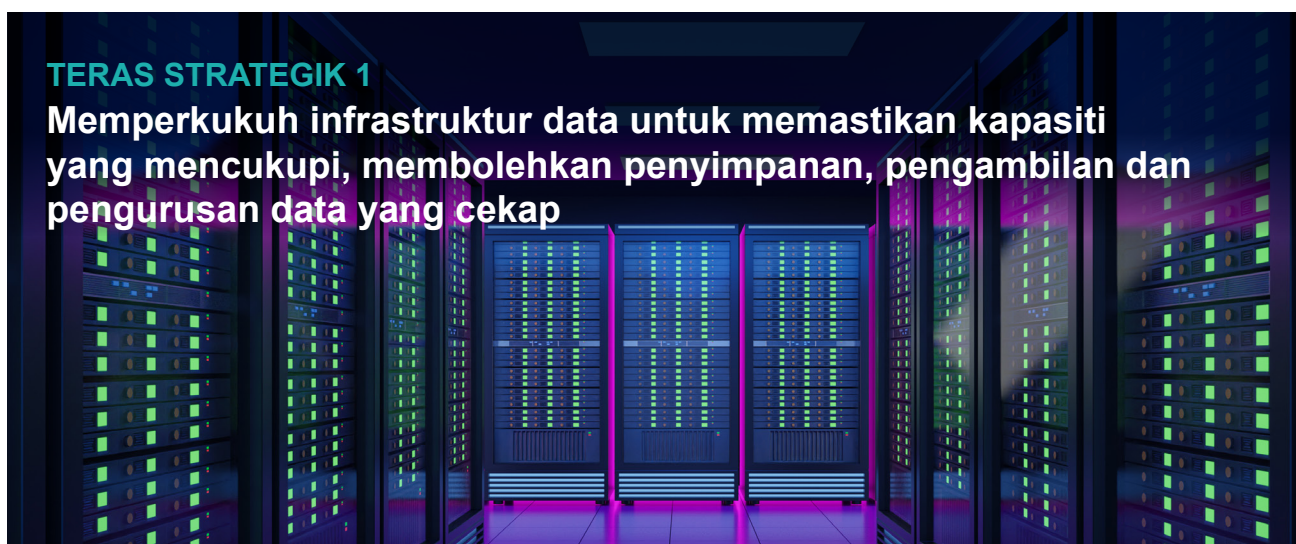 TERAS STRATEGIK 1
Memperkukuh infrastruktur data untuk memastikan kapasiti
yang mencukupi, membolehkan penyimpanan, pengambilan dan
pengurusan data yang cekap